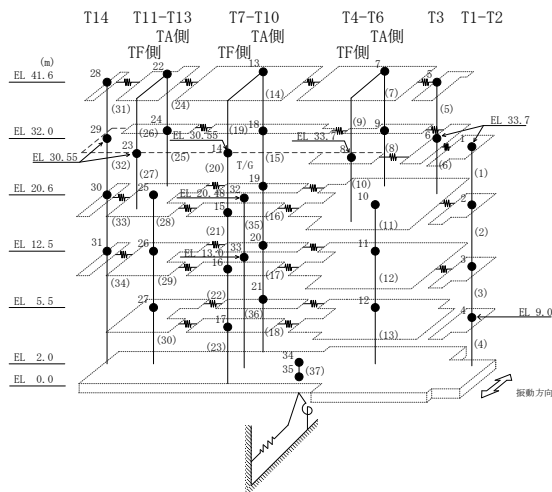 T14 T11-T13 T7-T10 T4-T6 T3 T1-T2
TA側 TA側 TA側
TF側 TF側 TF側
(m)
EL 41.6 28 22 13 7 5
(31) (24) (14) (7) (5)
EL 32.0 29 24 18 9 6 1 EL 33.7
(26) (19) EL 30.55 (9) EL 33.7
EL 30.55 23 14 8 (8) (6)
(32) (25) (20) T/G (15) (1)
(27) 19 (10)
EL 20.6 30 25 EL 20.48 32 10 2
(33) (28) 15 (35) (16) (11) (2)
(21) 20
EL 12.5 31 26 EL 13.0 33 11 3
(34) (29) 16 (17) (12) (3)
(22) 21
EL 5.5 27 (36) 12 4 EL 9.0
(30) 17 (18) (13)
(23) (4)
EL 2.0 34
EL 0.0 35 (37)
振動方向